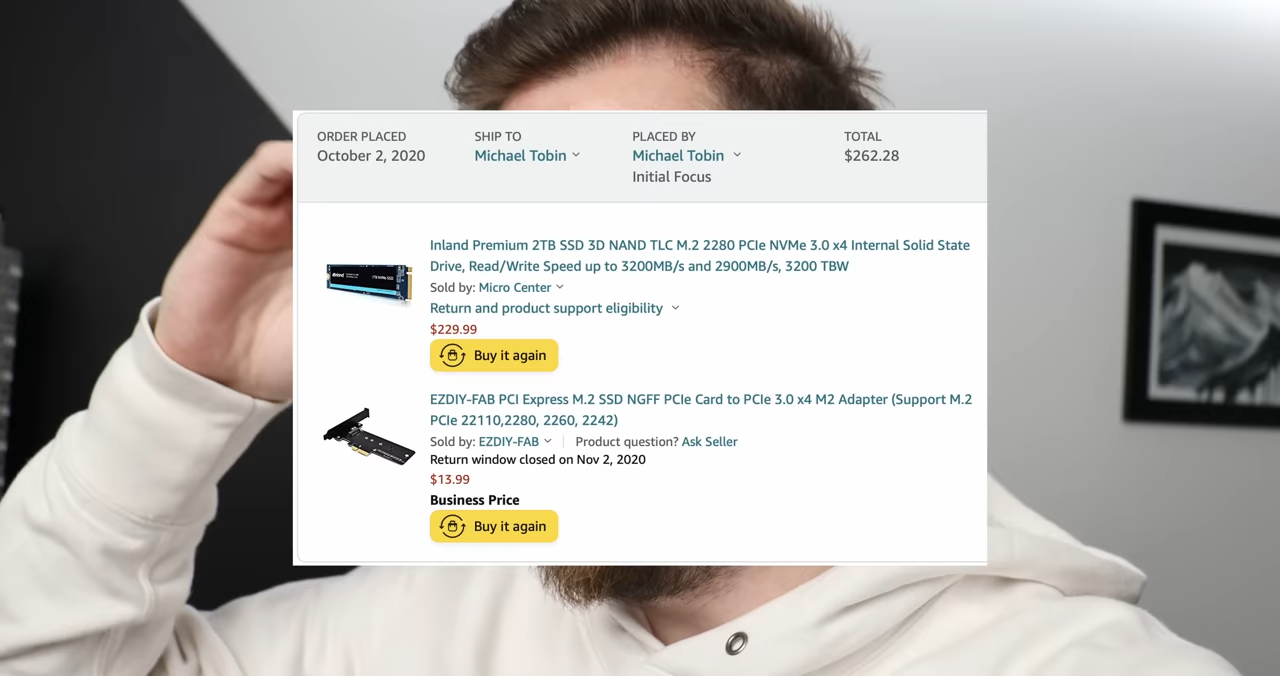 ORDER PLACED
October 2, 2020
SHIP TO
Michael Tobin
PLACED BY
Michael Tobin
Initial Focus
TOTAL
$262.28
Inland Premium 2TB SSD 3D NAND TLC M.2 2280 PCIe NVMe 3.0 x4 Internal Solid State
Drive, Read/Write Speed up to 3200MB/s and 2900MB/s, 3200 TBW
Sold by: Micro Center
Return and product support eligibility
$229.99
Buy it again
EZDIY-FAB PCI Express M.2 SSD NGFF PCIe Card to PCIe 3.0 x4 M2 Adapter (Support M.2
PCIe 22110,2280, 2260, 2242)
Sold by: EZDIY-FAB
Product question? Ask Seller
Return window closed on Nov 2, 2020
$13.99
Business Price
Buy it again